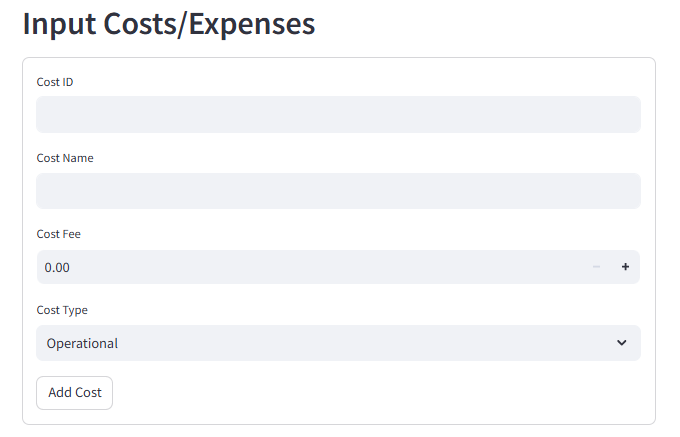 Input Costs/Expenses
Cost ID
Cost Name
Cost Fee
0.00
Cost Type
Operational
Add Cost